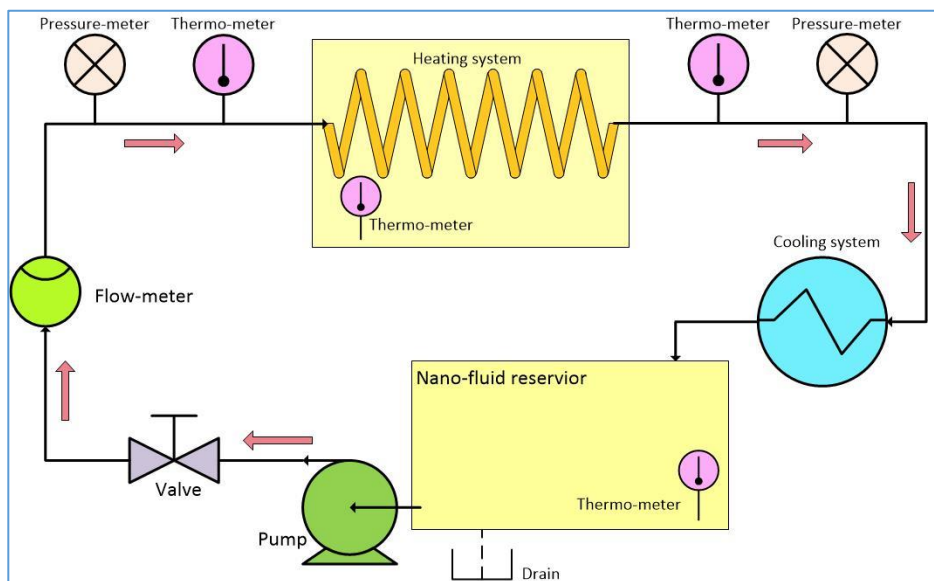 Pressure-meter
Thermo-meter
Thermo-meter
Pressure-meter
Heating system
Thermo-meter
Cooling system
Flow-meter
Nano-fluid reservior
Valve
Thermo-meter
Pump
Drain